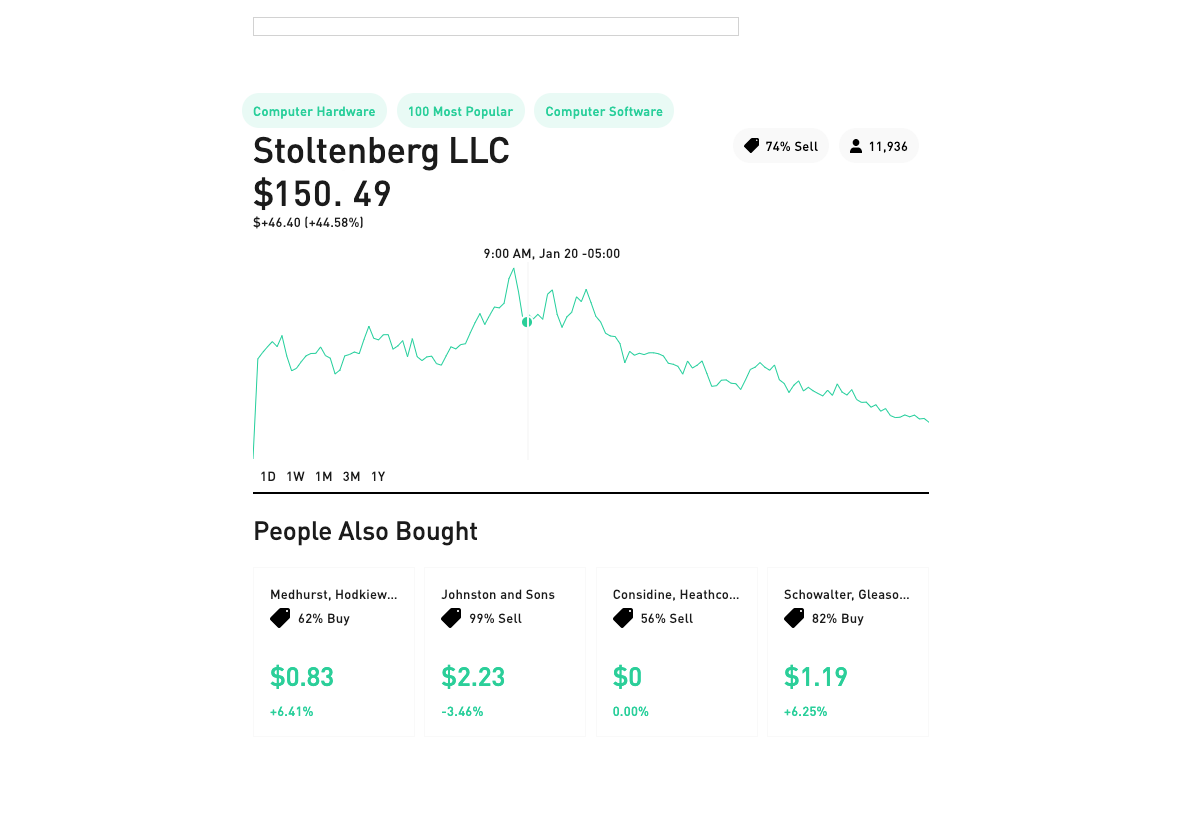 Computer Hardware 100 Most Popular Computer Software
Stoltenberg LLC
74% Sell 11,936
$150. 49
$+46.40 (+44.58%)
9:00 AM, Jan 20 -05:00
1D 1W 1M 3M 1Y
People Also Bought
Medhurst, Hodkiew...
62% Buy
$0.83
+6.41%
Johnston and Sons
99% Sell
$2.23
-3.46%
Considine, Heathco...
56% Sell
$0
0.00%
Schowalter, Gleaso...
82% Buy
$1.19
+6.25%